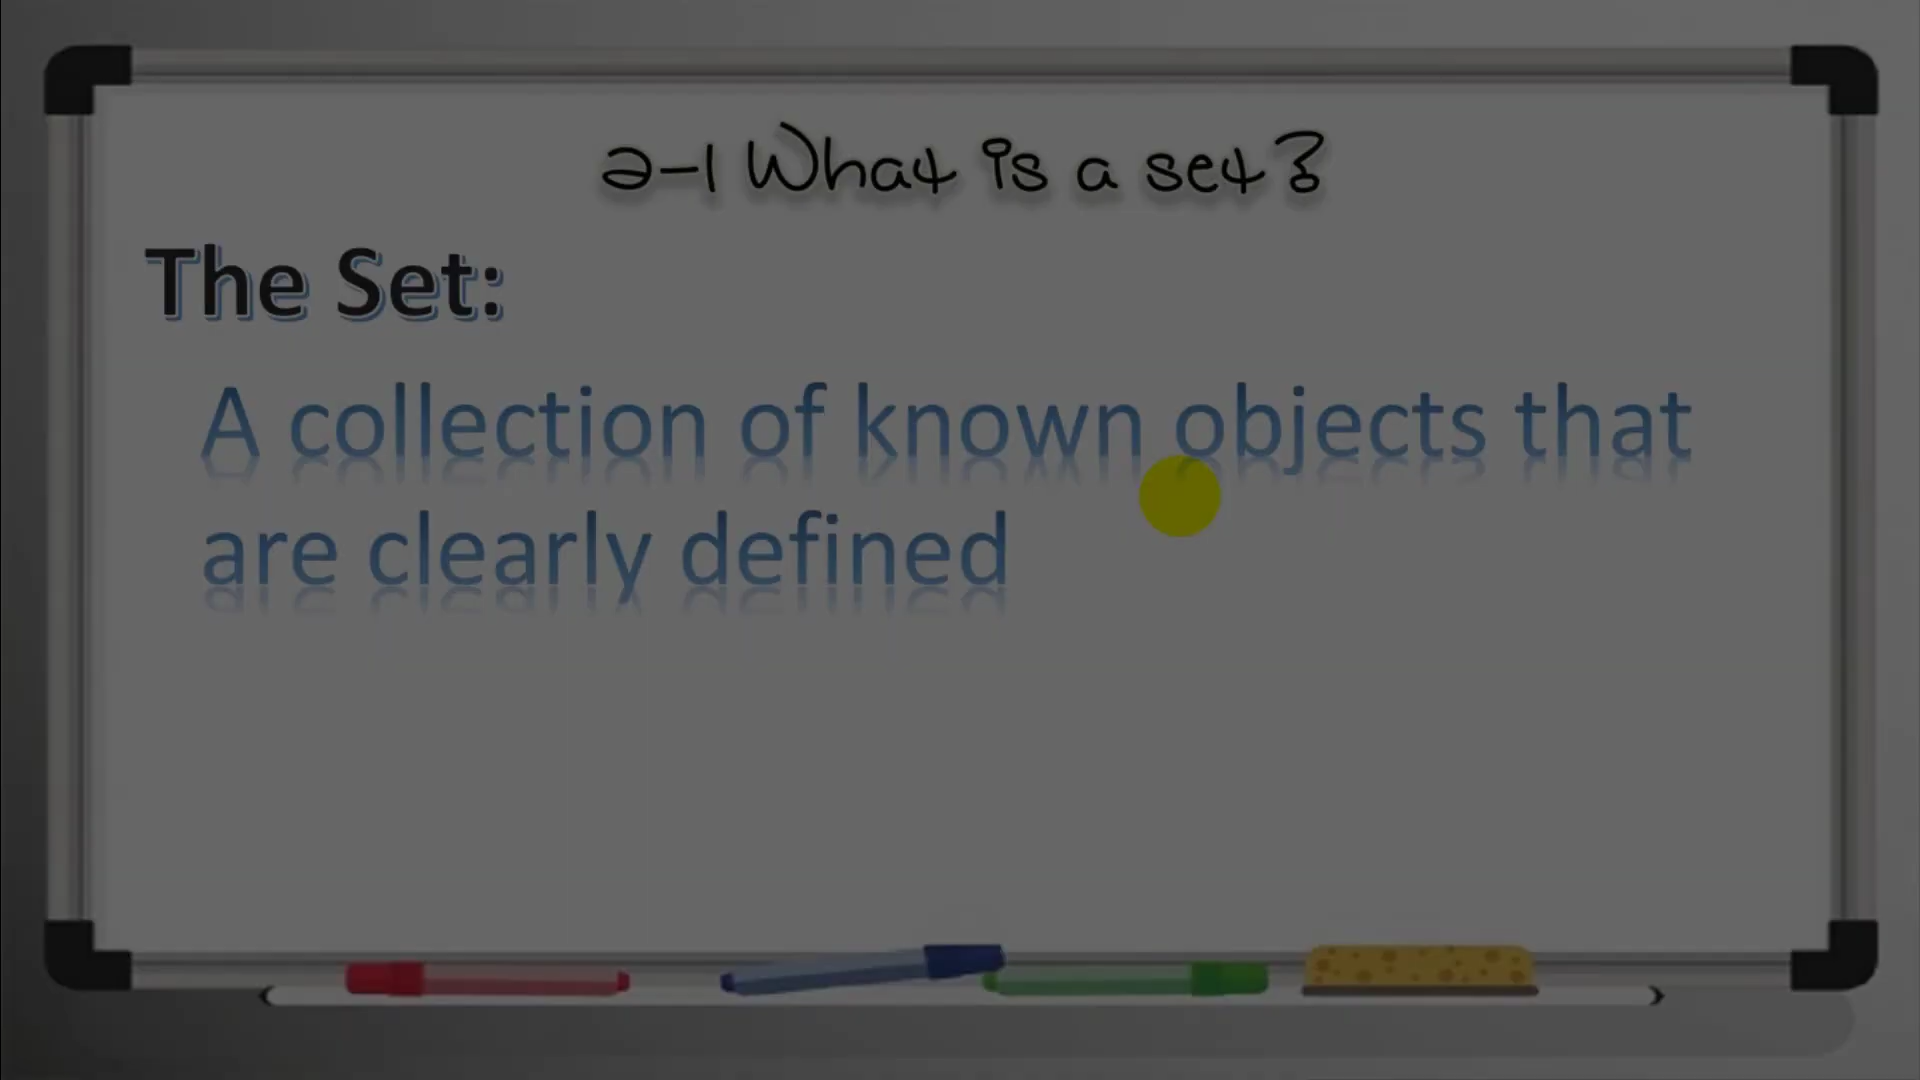 2-1 What is a set?
The Set:
A collection of known objects that
are clearly defined